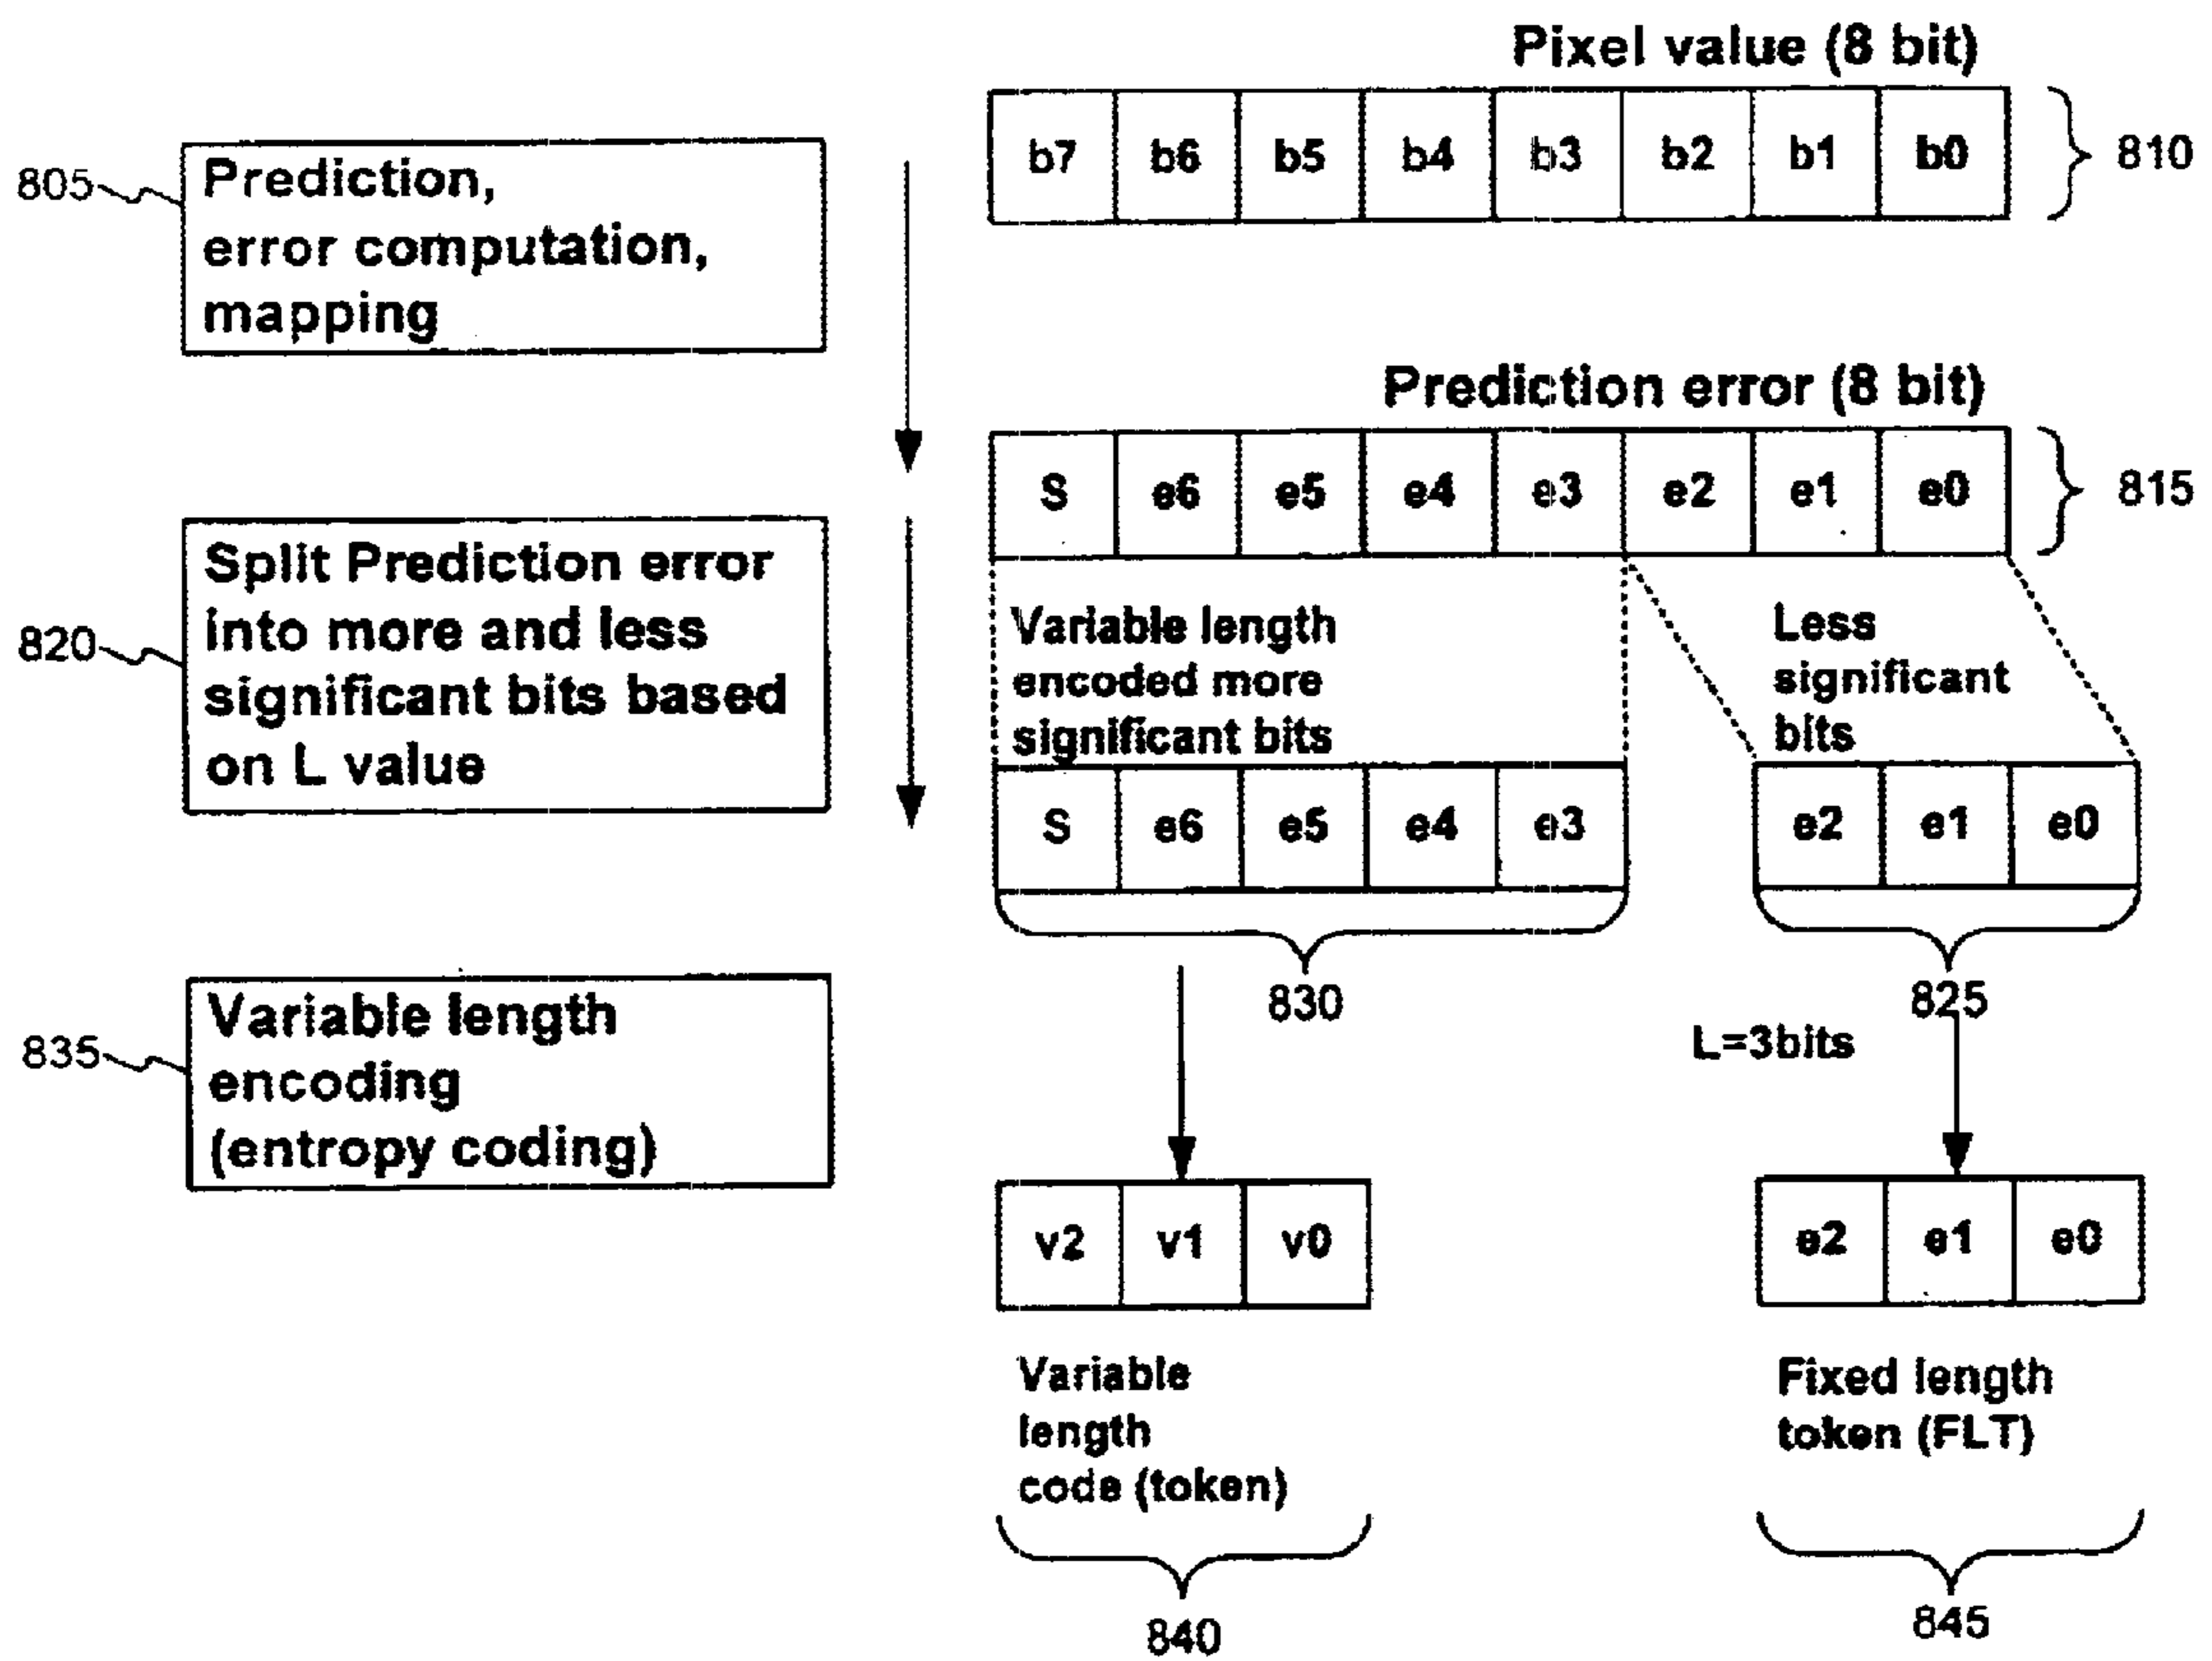 Pixel value (8 bit)
b7 b6 b5 b4 b3 b2 b1 b0
810
805
Prediction,
error computation,
mapping
Prediction error (8 bit)
S e6 e5 e4 e3 e2 e1 e0
815
820
Split Prediction error
into more and less
significant bits based
on L value
Variable length
encoded more
significant bits
Less
significant
bits
S e6 e5 e4 e3
e2 e1 e0
830
825
L=3bits
835
Variable length
encoding
(entropy coding)
v2 v1 v0
e2 e1 e0
Variable
length
code (token)
Fixed length
token (FLT)
840
845